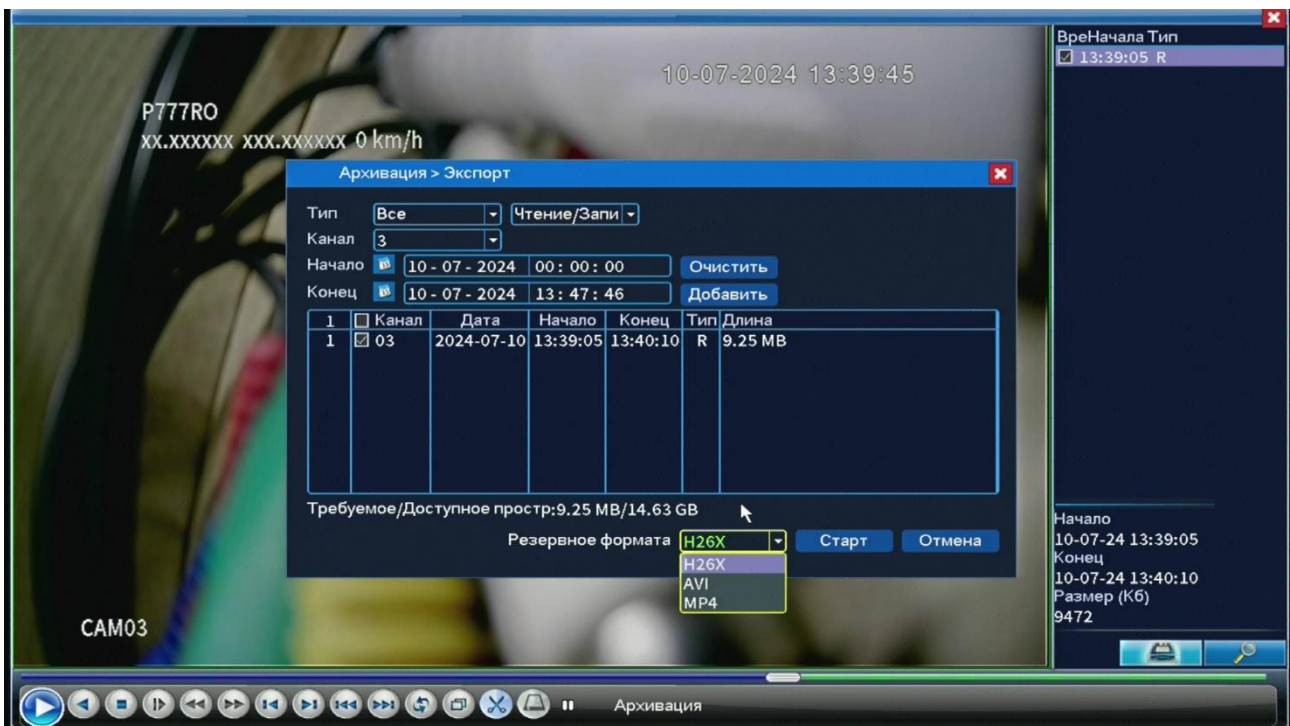 ВреНачала Тип
13:39:05 R
10-07-2024 13:39:45
P777RO
xx.xxxxxx xxx.xxxxxx 0 km/h
Архивация > Экспорт
Тип Все Чтение/Запи
Канал 3
Начало 10 - 07 - 2024 00 : 00 : 00 Очистить
Конец 10 - 07 - 2024 13 : 47 : 46 Добавить
1 Канал Дата Начало Конец Тип Длина
1 03 2024-07-10 13:39:05 13:40:10 R 9.25 MB
Требуемое/Доступное простр:9.25 MB/14.63 GB
Резервное формата H26X Старт Отмена
H26X
AVI
MP4
Начало
10-07-24 13:39:05
Конец
10-07-24 13:40:10
Размер (Кб)
9472
CAM03
Архивация